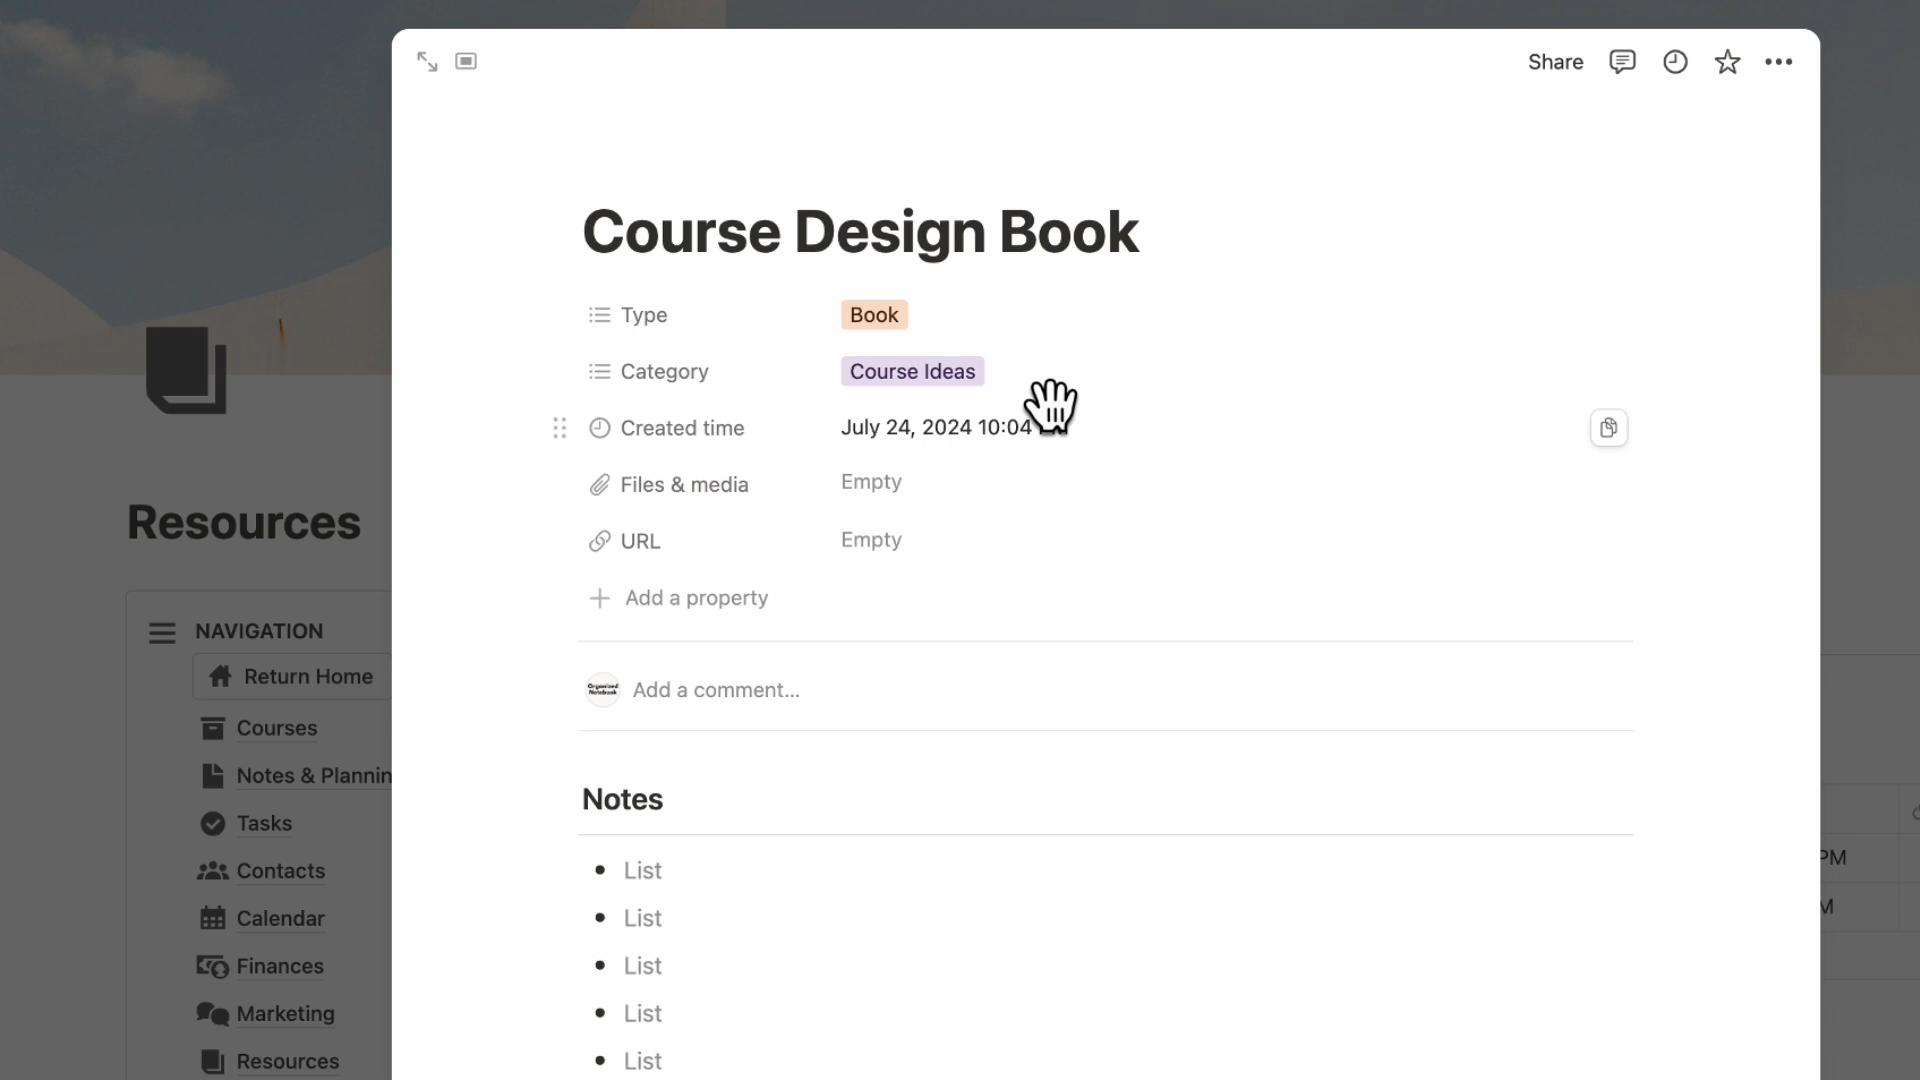 Share
Course Design Book
Type Book
Category Course Ideas
Created time July 24, 2024 10:04
Files & media Empty
URL Empty
Add a property
Organized Notebook
Add a comment...
Notes
List
List
List
List
List
Resources
NAVIGATION
Return Home
Courses
Notes & Plannin
Tasks
Contacts
Calendar
Finances
Marketing
Resources
PM
M